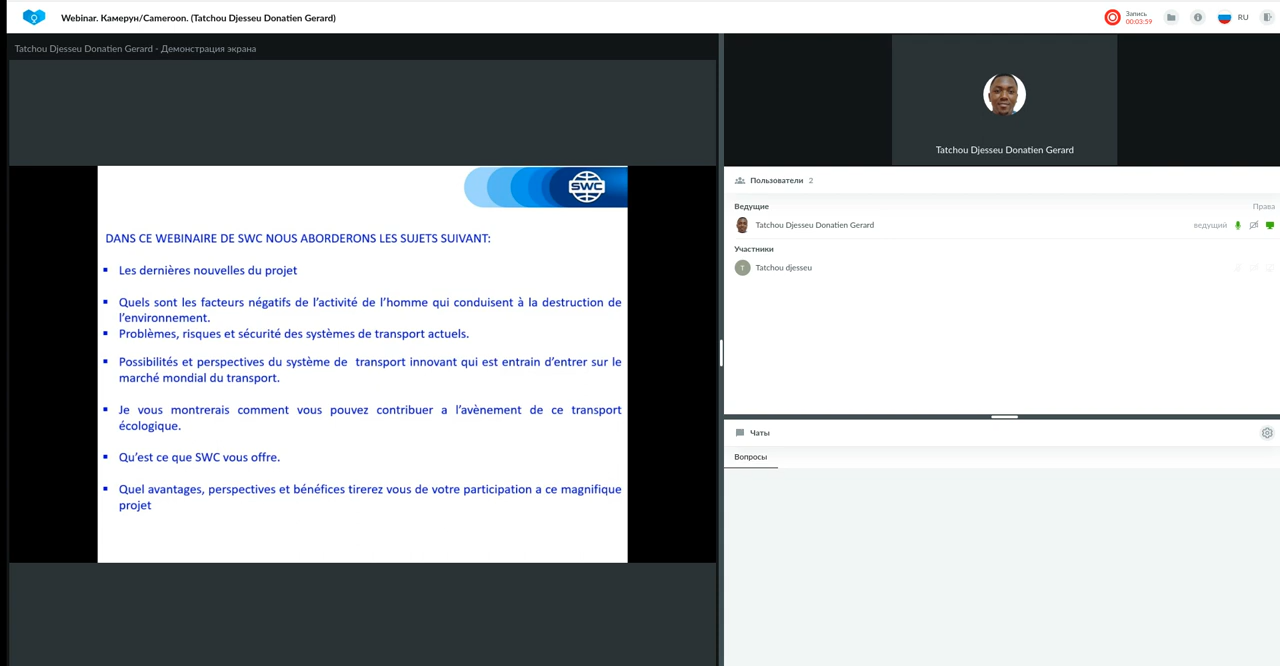 Webinar. Камерун/Cameroon. (Tatchou Djesseu Donatien Gerard)
Запись
00:03:59
RU
Tatchou Djesseu Donatien Gerard - Демонстрация экрана
SWC
DANS CE WEBINAIRE DE SWC NOUS ABORDERONS LES SUJETS SUIVANT:
▪ Les dernières nouvelles du projet
▪ Quels sont les facteurs négatifs de l’activité de l’homme qui conduisent à la destruction de
l’environnement.
▪ Problèmes, risques et sécurité des systèmes de transport actuels.
▪ Possibilités et perspectives du système de transport innovant qui est entrain d’entrer sur le
marché mondial du transport.
▪ Je vous montrerais comment vous pouvez contribuer a l’avènement de ce transport
écologique.
▪ Qu’est ce que SWC vous offre.
▪ Quel avantages, perspectives et bénéfices tirerez vous de votre participation a ce magnifique
projet
Tatchou Djesseu Donatien Gerard
Пользователи 2
Ведущие Права
Tatchou Djesseu Donatien Gerard ведущий
Участники
T Tatchou djesseu
Чаты
Вопросы